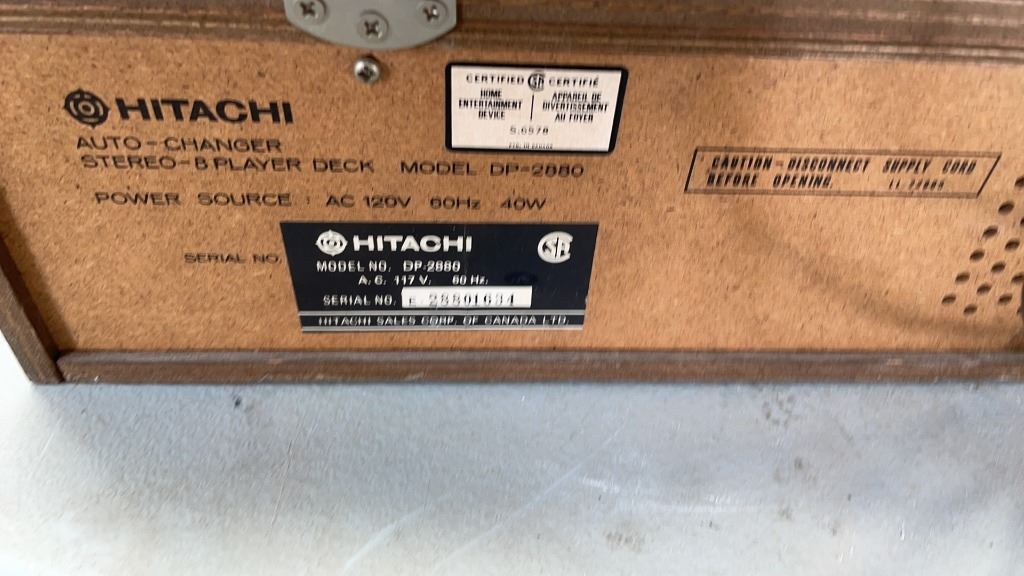 HITACHI
AUTO-CHANGER
STEREO-8 PLAYER DECK MODEL DP-2880
POWER SOURCE : AC 120V 60Hz 40W
SERIAL NO.
CERTIFIED SA CERTIFIÉ
HOME ENTERTAINMENT DEVICE
APPAREIL DE DIVERTISSEMENT AU FOYER
CAUTION - DISCONNECT SUPPLY CORD
BEFORE OPENING.
HITACHI
SA
MODEL NO. DP-2880
A.C. 117 V. 60 Hz.
SERIAL NO. E 28801634
HITACHI SALES CORP. OF CANADA LTD.